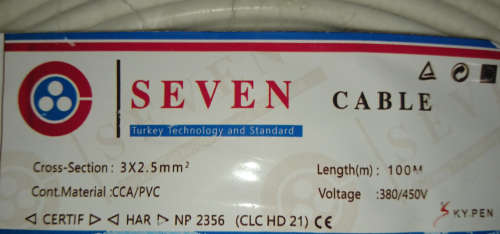 SEVEN CABLE
Turkey Technology and Standard
Cross-Section : 3X2.5mm² Length(m) : 100M
Cont.Material :CCA/PVC Voltage :380/450V
◁ CERTIF ▷ ◁ HAR ▷ NP 2356 (CLC HD 21) CE
SKY.PEN